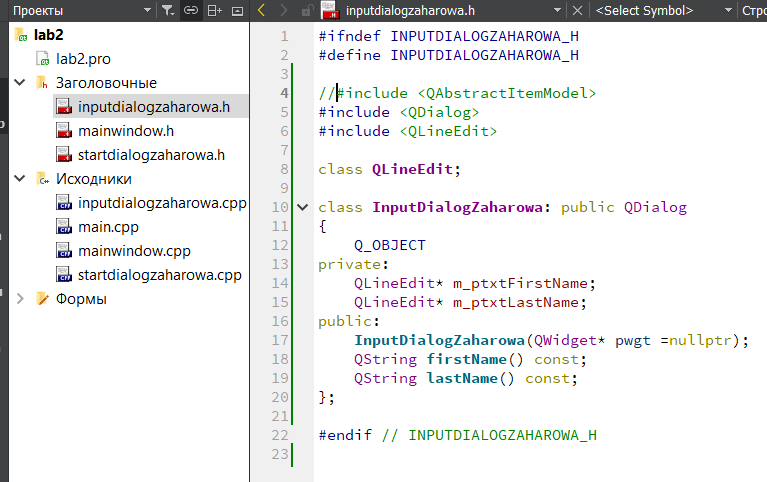 Проекты
inputdialogzaharowa.h
<Select Symbol>
Стро
lab2
lab2.pro
Заголовочные
inputdialogzaharowa.h
mainwindow.h
startdialogzaharowa.h
Исходники
inputdialogzaharowa.cpp
main.cpp
mainwindow.cpp
startdialogzaharowa.cpp
Формы
1 #ifndef INPUTDIALOGZAHAROWA_H
2 #define INPUTDIALOGZAHAROWA_H
3
4 //#include <QAbstractItemModel>
5 #include <QDialog>
6 #include <QLineEdit>
7
8 class QLineEdit;
9
10 class InputDialogZaharowa: public QDialog
11 {
12     Q_OBJECT
13 private:
14     QLineEdit* m_ptxtFirstName;
15     QLineEdit* m_ptxtLastName;
16 public:
17     InputDialogZaharowa(QWidget* pwgt =nullptr);
18     QString firstName() const;
19     QString lastName() const;
20 };
21
22 #endif // INPUTDIALOGZAHAROWA_H
23